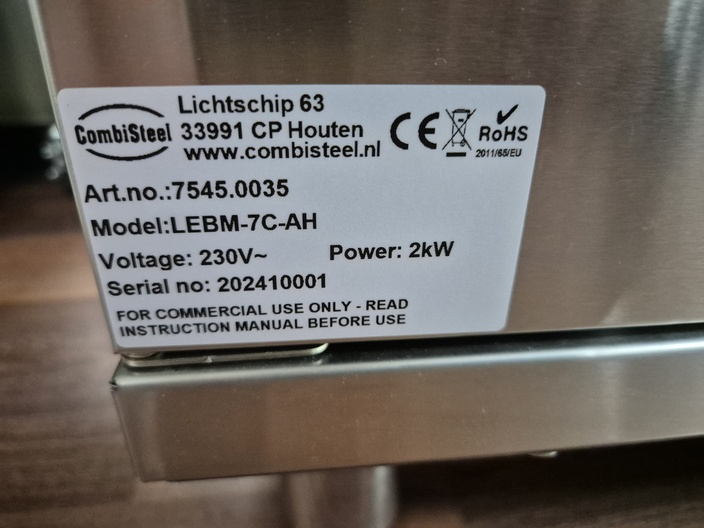 CombiSteel
Lichtschip 63
33991 CP Houten
www.combisteel.nl
CE
RoHS
2011/65/EU
Art.no.:7545.0035
Model:LEBM-7C-AH
Voltage: 230V~ Power: 2kW
Serial no: 202410001
FOR COMMERCIAL USE ONLY - READ
INSTRUCTION MANUAL BEFORE USE